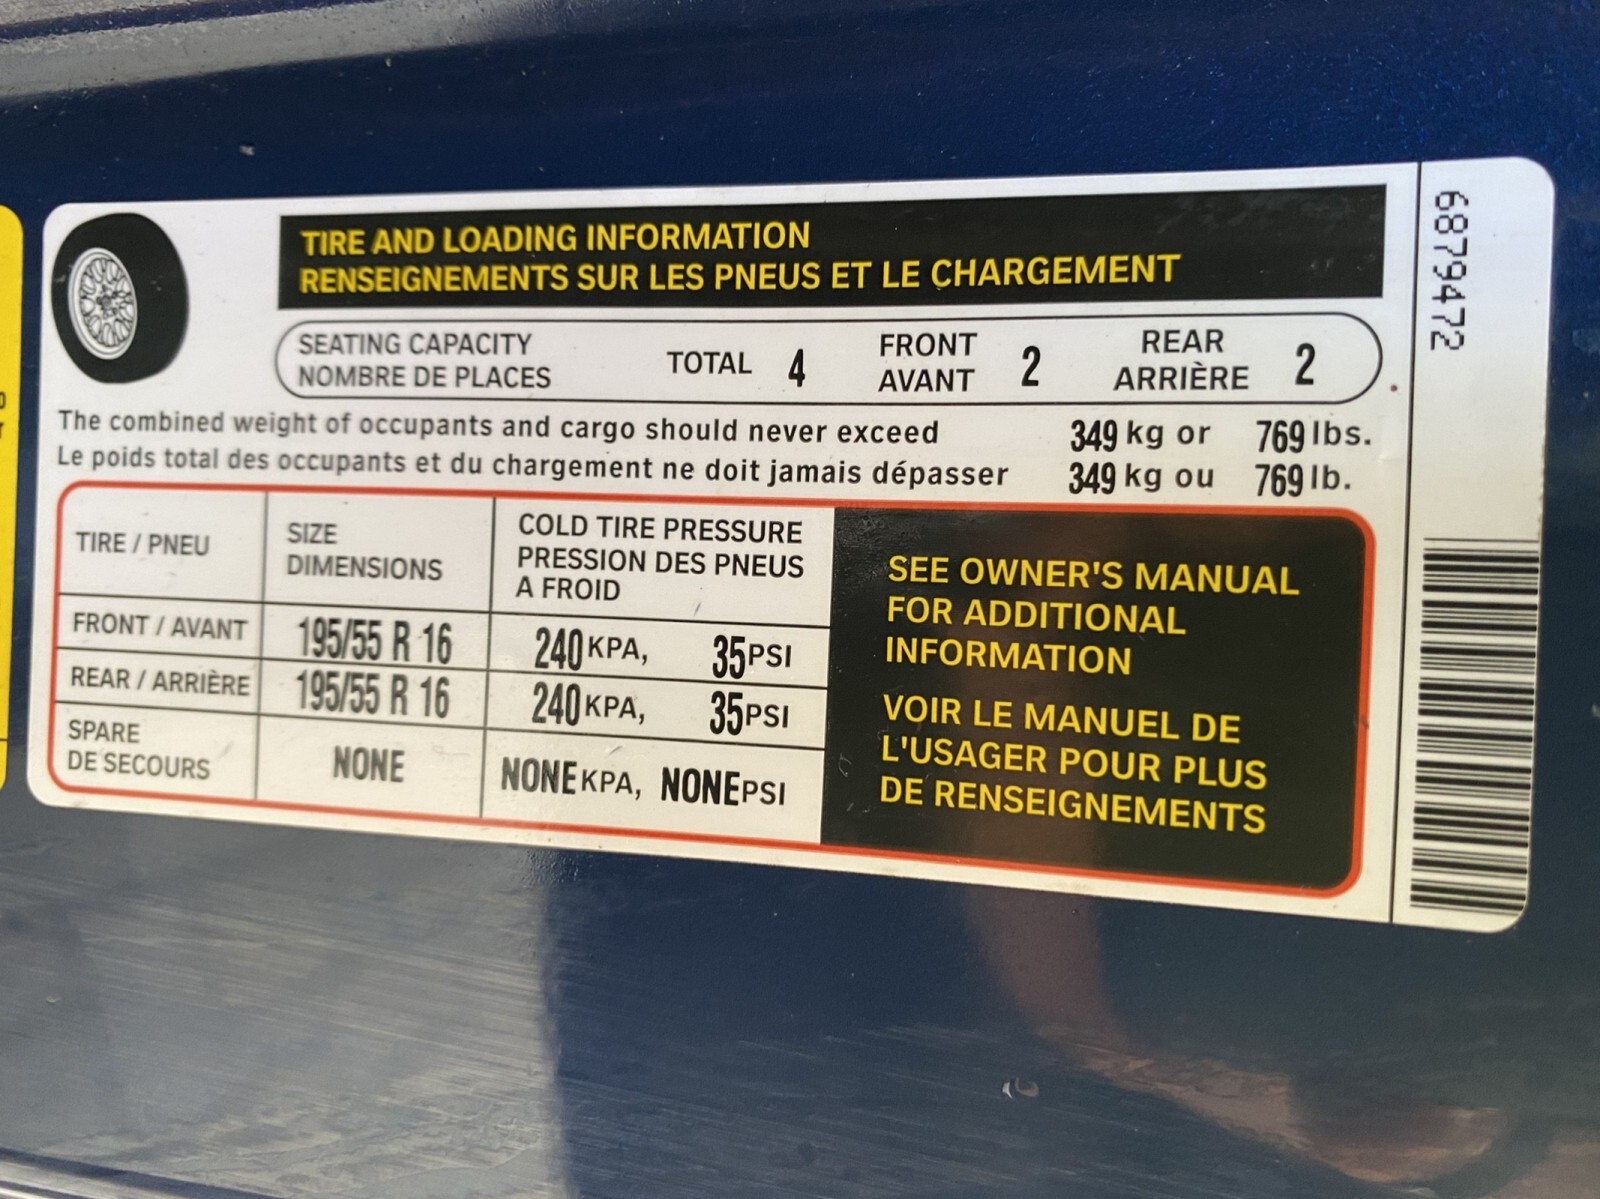 TIRE AND LOADING INFORMATION
RENSEIGNEMENTS SUR LES PNEUS ET LE CHARGEMENT
SEATING CAPACITY
NOMBRE DE PLACES
TOTAL 4
FRONT
AVANT
2
REAR
ARRIÈRE
2
The combined weight of occupants and cargo should never exceed 349 kg or 769 lbs.
Le poids total des occupants et du chargement ne doit jamais dépasser 349 kg ou 769 lb.
TIRE / PNEU
SIZE
DIMENSIONS
COLD TIRE PRESSURE
PRESSION DES PNEUS
A FROID
FRONT / AVANT 195/55 R 16 240 KPA, 35 PSI
REAR / ARRIÈRE 195/55 R 16 240 KPA, 35 PSI
SPARE
DE SECOURS
NONE NONE KPA, NONE PSI
SEE OWNER'S MANUAL
FOR ADDITIONAL
INFORMATION
VOIR LE MANUEL DE
L'USAGER POUR PLUS
DE RENSEIGNEMENTS
6879472